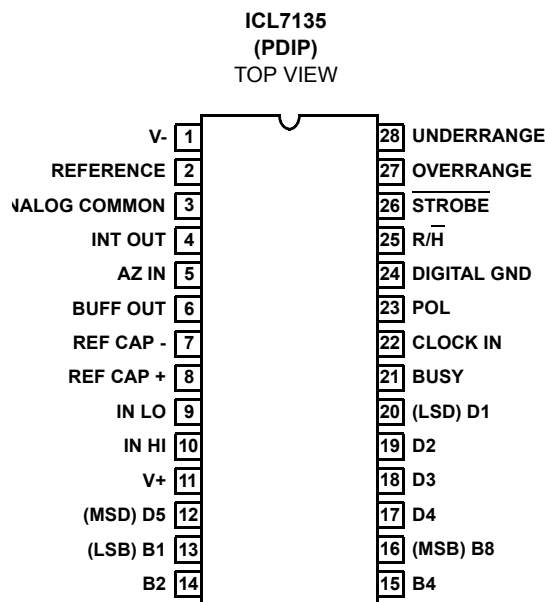 ICL7135
(PDIP)
TOP VIEW
V- 1
REFERENCE 2
NALOG COMMON 3
INT OUT 4
AZ IN 5
BUFF OUT 6
REF CAP - 7
REF CAP + 8
IN LO 9
IN HI 10
V+ 11
(MSD) D5 12
(LSB) B1 13
B2 14
28 UNDERRANGE
27 OVERRANGE
26 STROBE
25 R/H
24 DIGITAL GND
23 POL
22 CLOCK IN
21 BUSY
20 (LSD) D1
19 D2
18 D3
17 D4
16 (MSB) B8
15 B4